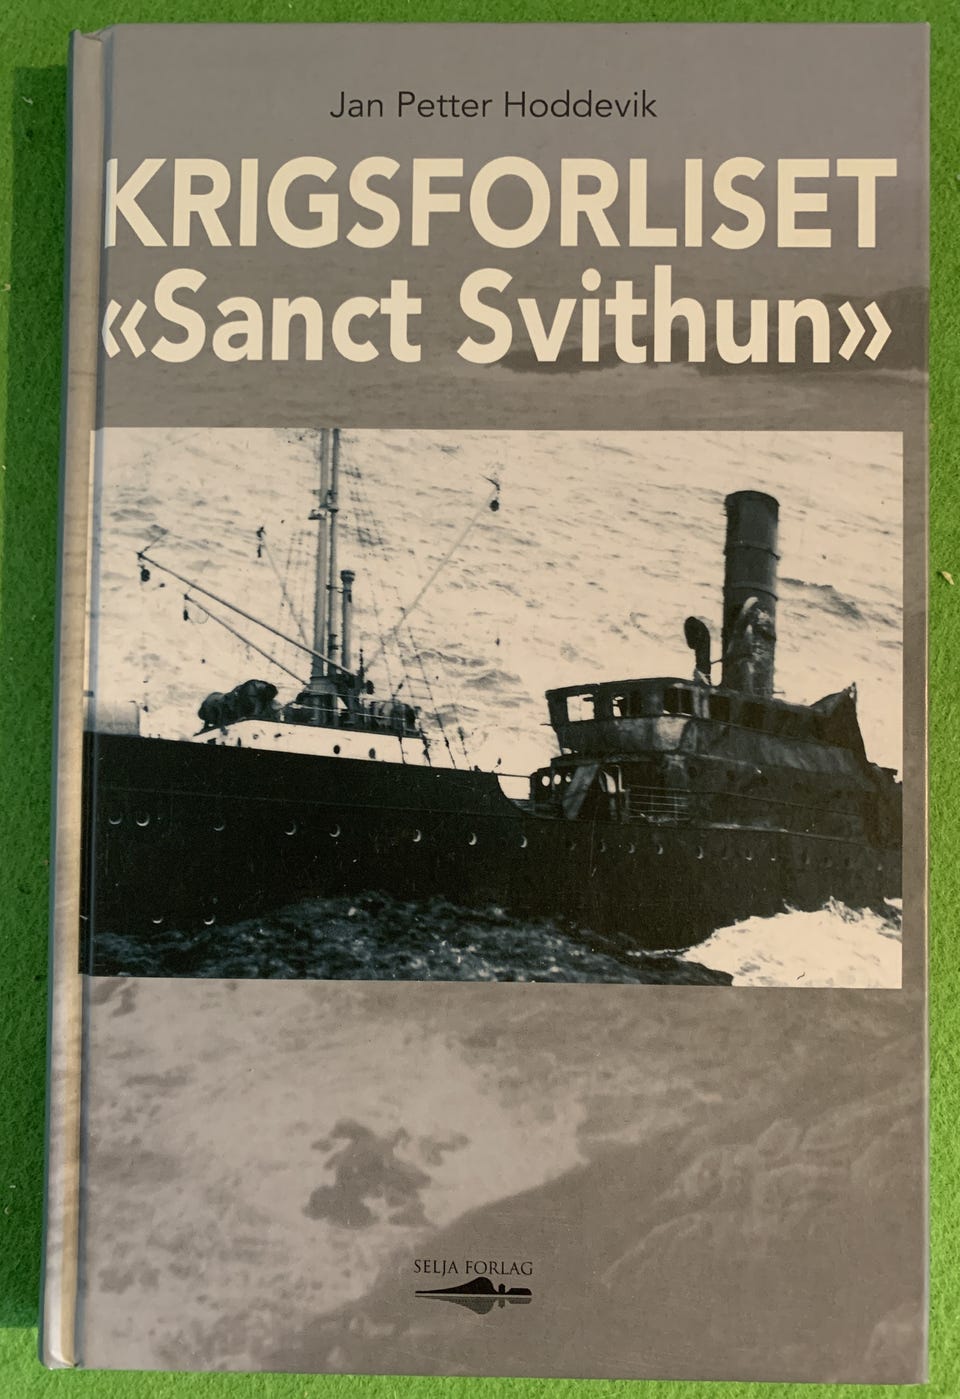 Jan Petter Hoddevik
KRIGSFORLISET
«Sanct Svithun»
SELJA FORLAG